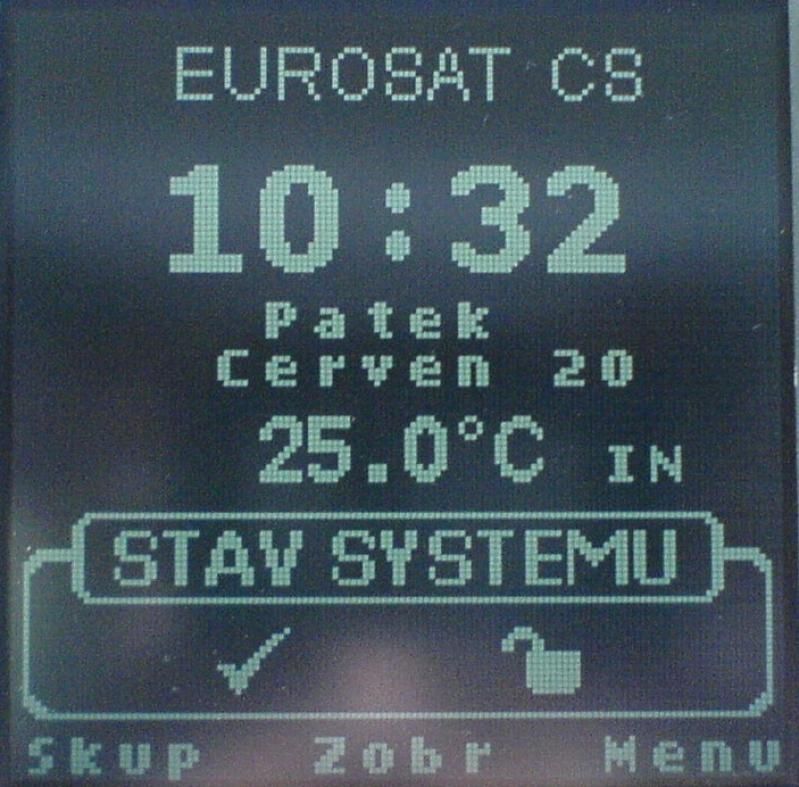 EUROSAT CS
10:32
Patek
Cerven 20
25.0°C IN
STAV SYSTEMU
Skup Zobr Menu